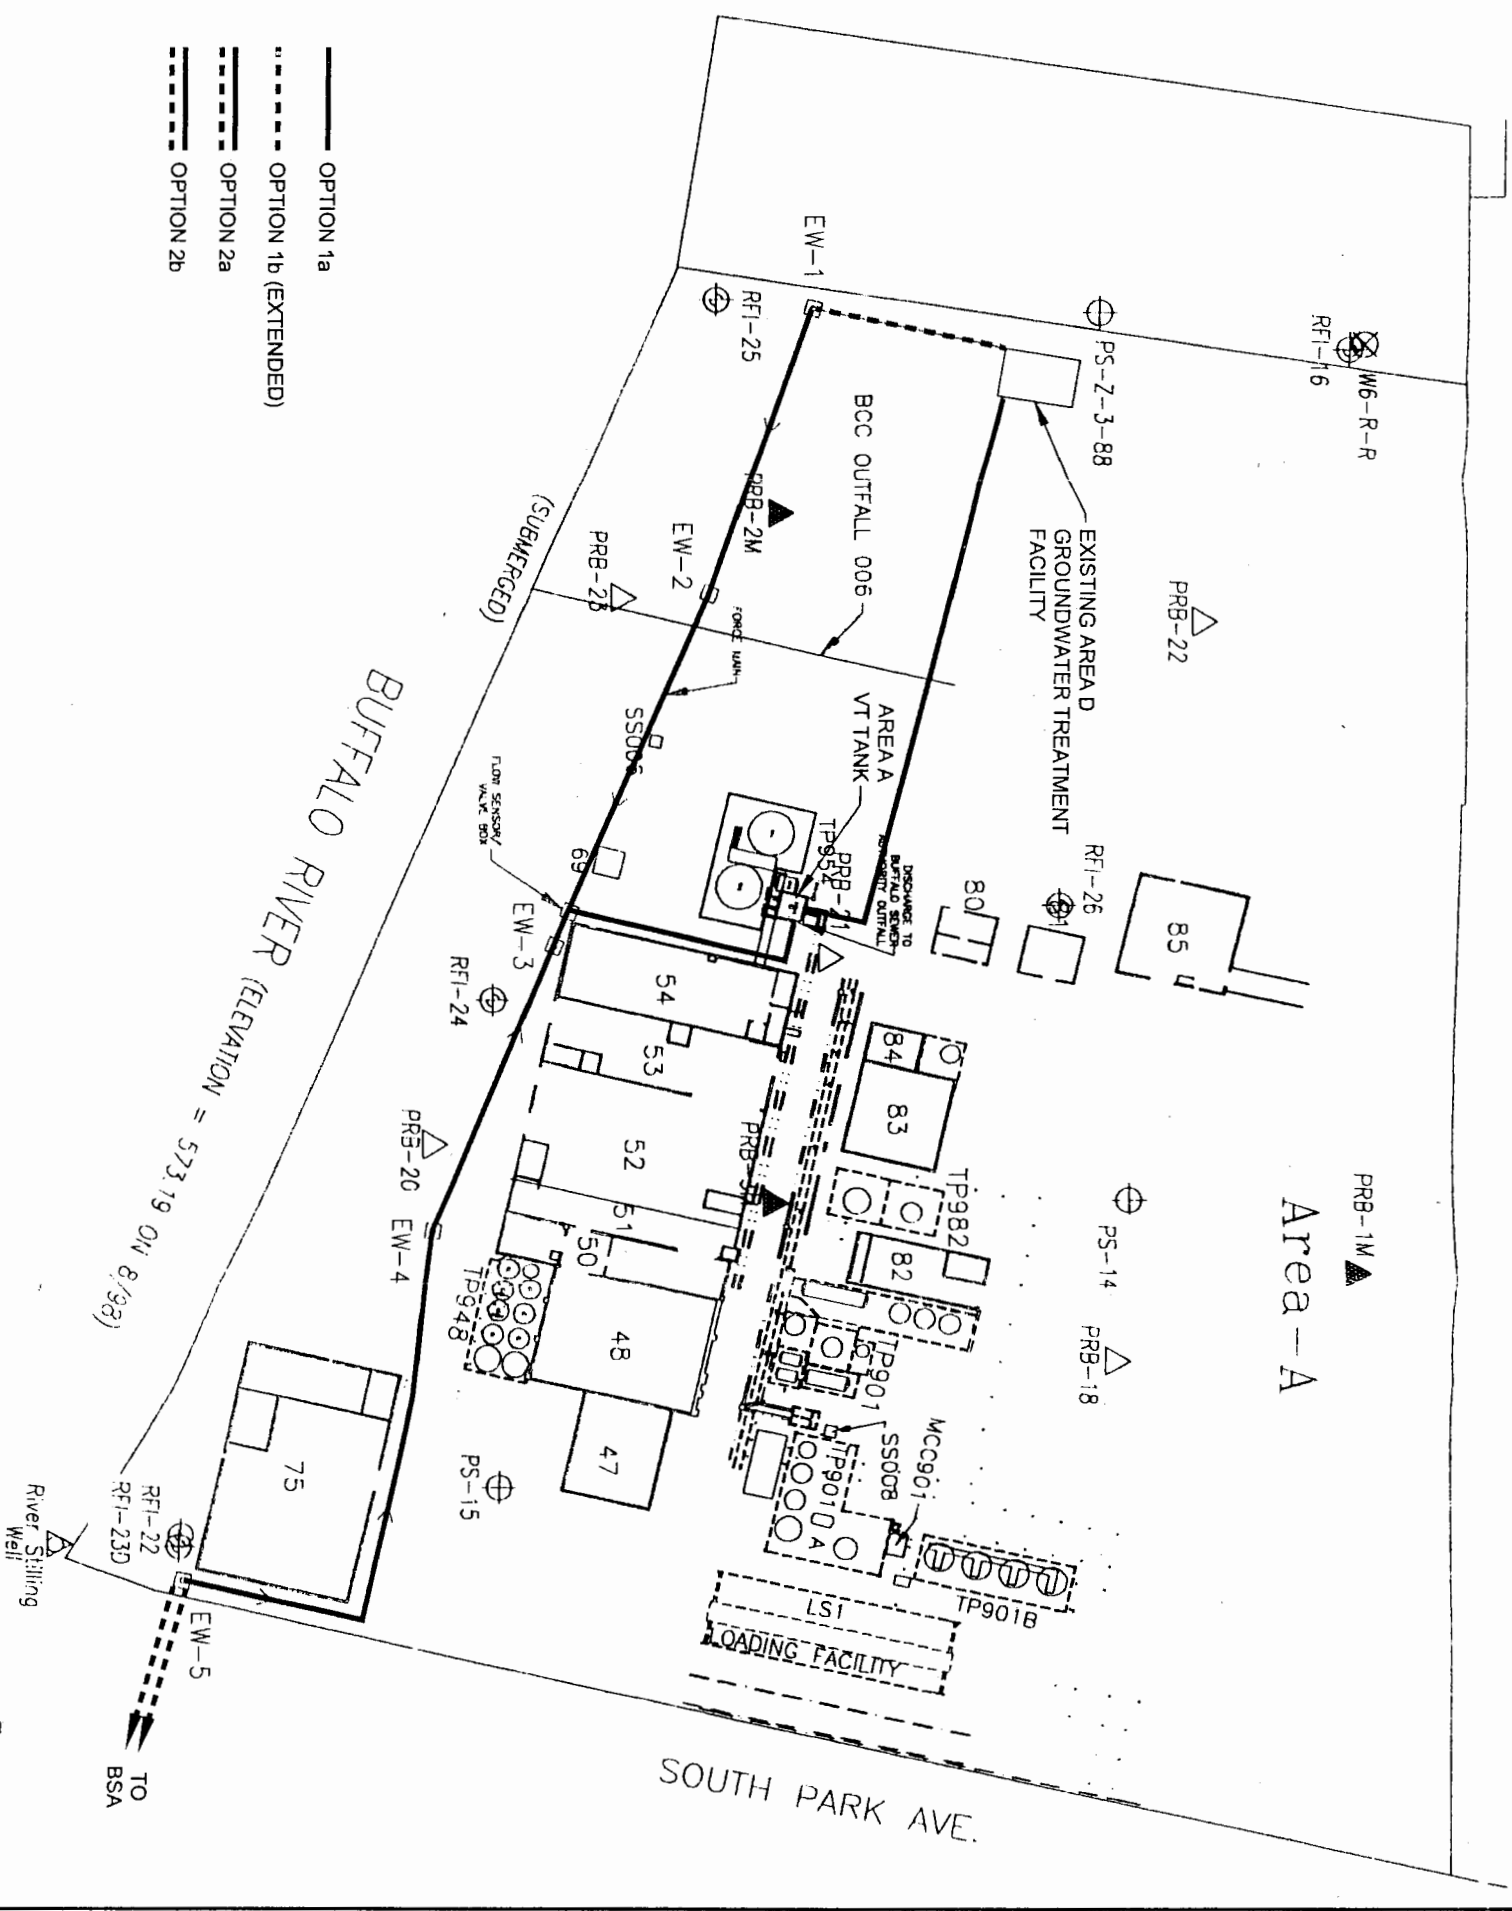 OPTION 1a
OPTION 1b (EXTENDED)
OPTION 2a
OPTION 2b
EW-1
RFI-25
PS-Z-3-88
RFI-16
W6-R-R
EXISTING AREA D
GROUNDWATER TREATMENT
FACILITY
BCC OUTFALL 006
PRB-2M
EW-2
PRB-23
(SUBMERGED)
FORCE MAIN
SS006
PRB-22
AREA A
VT TANK
TP954
PRB-21
DISCHARGE TO
BUFFALO SEWER
AUTHORITY OUTFALL
FLOW SENSOR/
VALVE BOX
69
EW-3
RFI-24
RFI-26
80
81
85
54
53
52
51
50
48
47
84
83
TP982
82
PS-14
PRB-1M
Area-A
PRB-18
PRB-20
EW-4
TP948
TP901
SS008
MCC901
TP901D
A
TP901B
LS1
LOADING FACILITY
PS-15
75
RFI-22
RFI-23D
River Stilling
Well
EW-5
TO
BSA
BUFFALO RIVER (ELEVATION = 573.19 ON 8/98)
SOUTH PARK AVE.